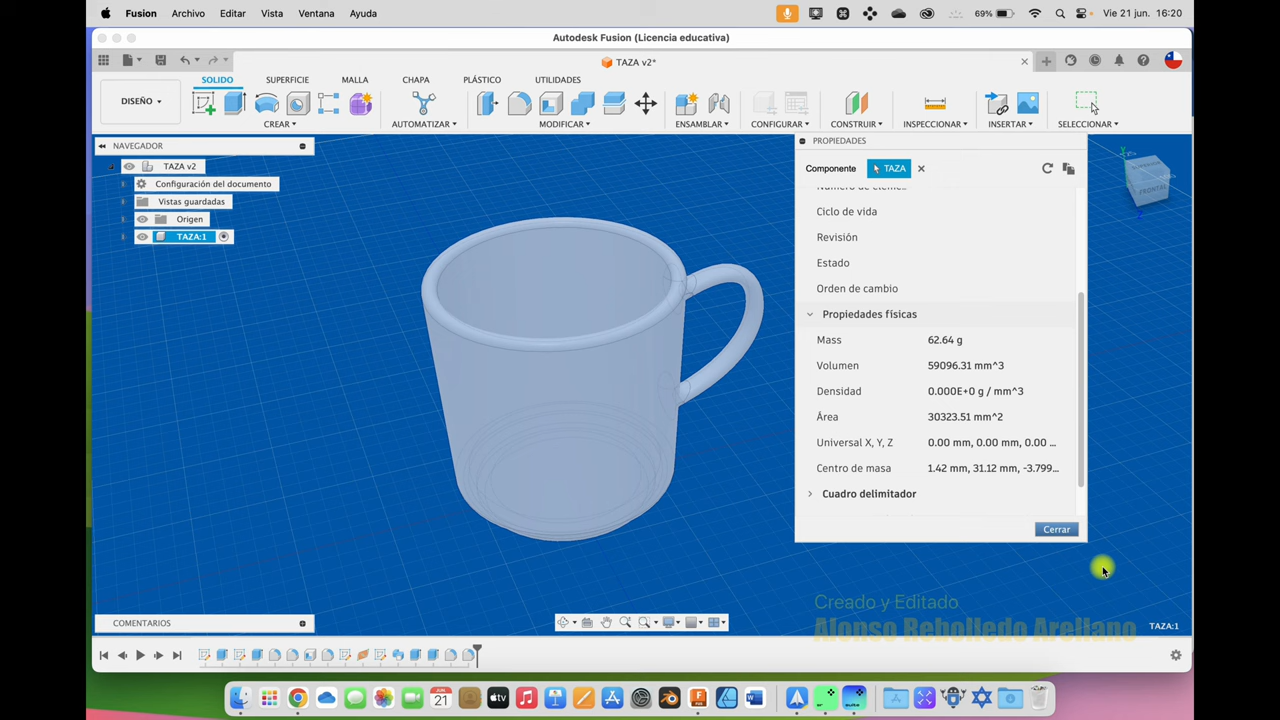 Fusion Archivo Editar Vista Ventana Ayuda 69% Vie 21 jun. 16:20
Autodesk Fusion (Licencia educativa)
TAZA v2*
SOLIDO SUPERFICIE MALLA CHAPA PLÁSTICO UTILIDADES
DISEÑO
CREAR AUTOMATIZAR MODIFICAR ENSAMBLAR CONFIGURAR CONSTRUIR INSPECCIONAR INSERTAR SELECCIONAR
NAVEGADOR
PROPIEDADES
TAZA v2
Componente TAZA
Configuración del documento
Vistas guardadas
Origen
TAZA:1
Ciclo de vida
Revisión
Estado
Orden de cambio
Propiedades físicas
Mass 62.64 g
Volumen 59096.31 mm^3
Densidad 0.000E+0 g / mm^3
Área 30323.51 mm^2
Universal X, Y, Z 0.00 mm, 0.00 mm, 0.00 ...
Centro de masa 1.42 mm, 31.12 mm, -3.799...
Cuadro delimitador
Cerrar
Creado y Editado
Alonso Rebolledo Arellano
COMENTARIOS
TAZA:1